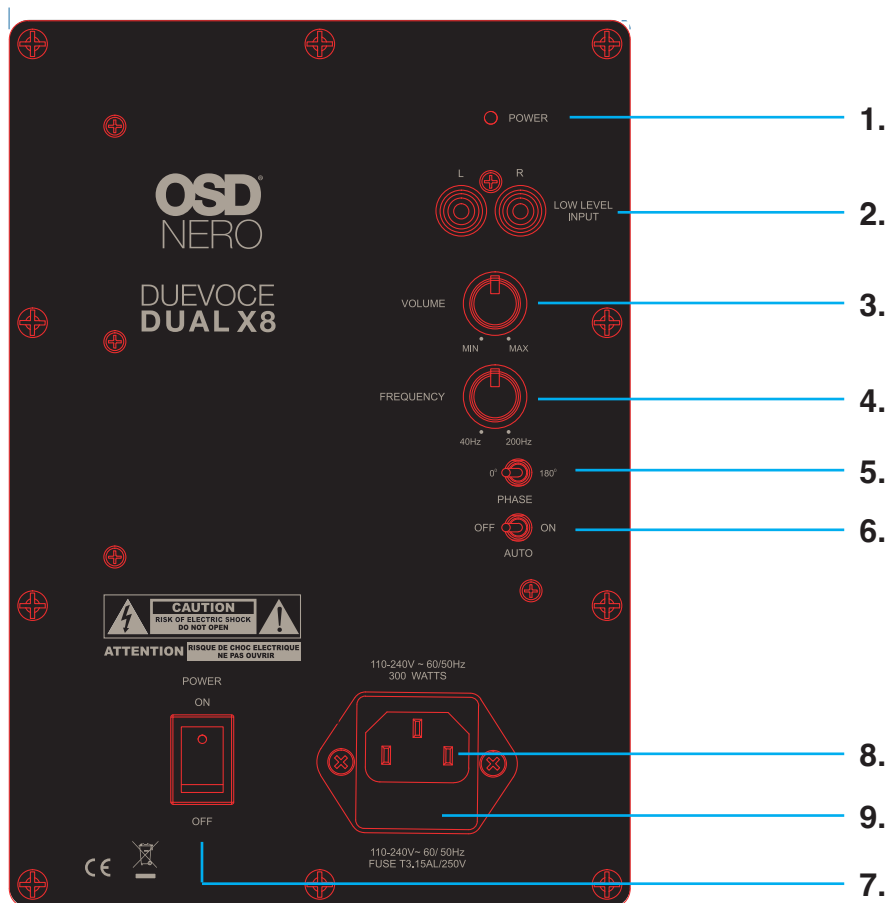 POWER
1.
L
R
LOW LEVEL
INPUT
2.
OSD®
NERO
DUEVOCE
DUAL X8
VOLUME
3.
MIN
MAX
FREQUENCY
4.
40Hz
200Hz
0°
180°
5.
PHASE
OFF
ON
6.
AUTO
CAUTION
RISK OF ELECTRIC SHOCK
DO NOT OPEN
ATTENTION
RISQUE DE CHOC ELECTRIQUE
NE PAS OUVRIR
POWER
ON
OFF
110-240V ~ 60/50Hz
300 WATTS
8.
9.
110-240V~ 60/ 50Hz
FUSE T3.15AL/250V
CE
7.